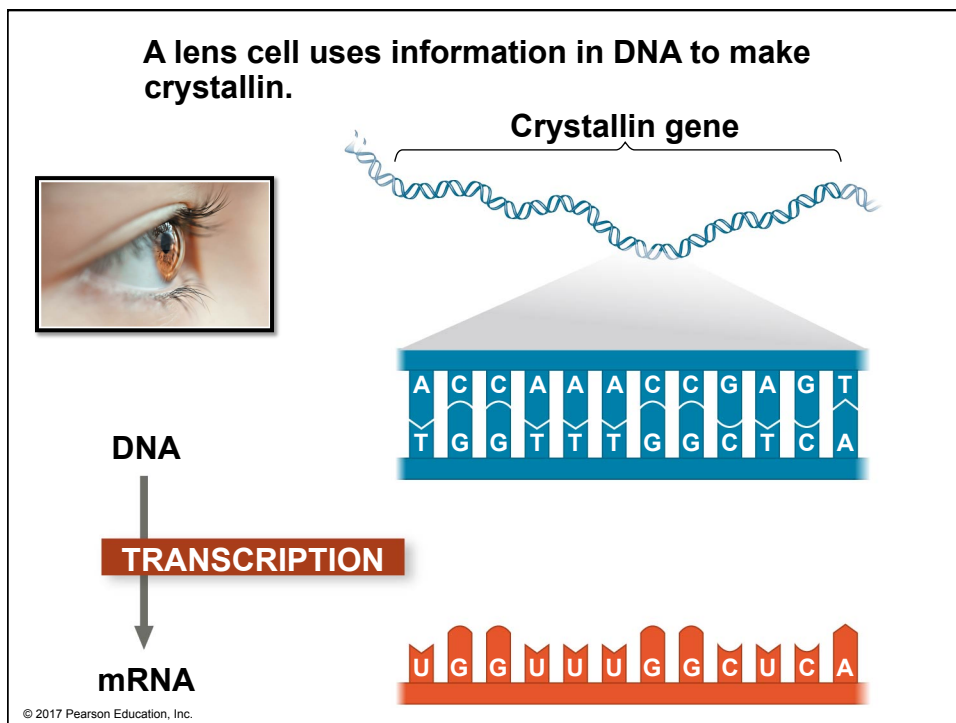 A lens cell uses information in DNA to make
crystallin.
Crystallin gene
A C C A A A C C G A G T
T G G T T T G G C T C A
DNA
TRANSCRIPTION
mRNA
U G G U U U G G C U C A
© 2017 Pearson Education, Inc.